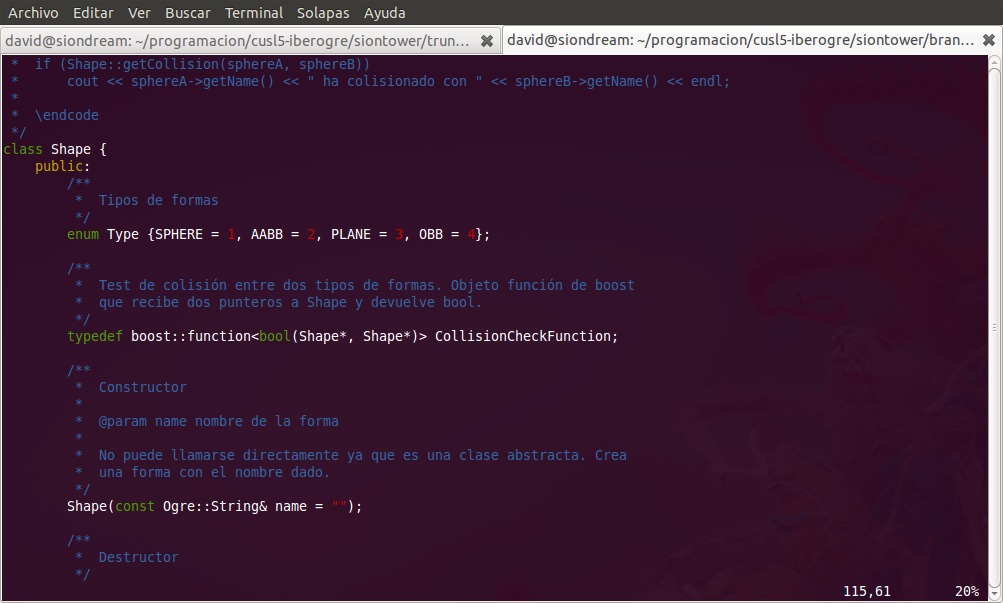 Archivo Editar Ver Buscar Terminal Solapas Ayuda
david@siondream: ~/programacion/cusl5-iberogre/siontower/trun... david@siondream: ~/programacion/cusl5-iberogre/siontower/bran...
 *  if (Shape::getCollision(sphereA, sphereB))
 *      cout << sphereA->getName() << " ha colisionado con " << sphereB->getName() << endl;
 *
 *  \endcode
 */
class Shape {
    public:
        /**
         *  Tipos de formas
         */
        enum Type {SPHERE = 1, AABB = 2, PLANE = 3, OBB = 4};
        /**
         *  Test de colisión entre dos tipos de formas. Objeto función de boost
         *  que recibe dos punteros a Shape y devuelve bool.
         */
        typedef boost::function<bool(Shape*, Shape*)> CollisionCheckFunction;
        /**
         *  Constructor
         *
         *  @param name nombre de la forma
         *
         *  No puede llamarse directamente ya que es una clase abstracta. Crea
         *  una forma con el nombre dado.
         */
        Shape(const Ogre::String& name = "");
        /**
         *  Destructor
         */
115,61 20%